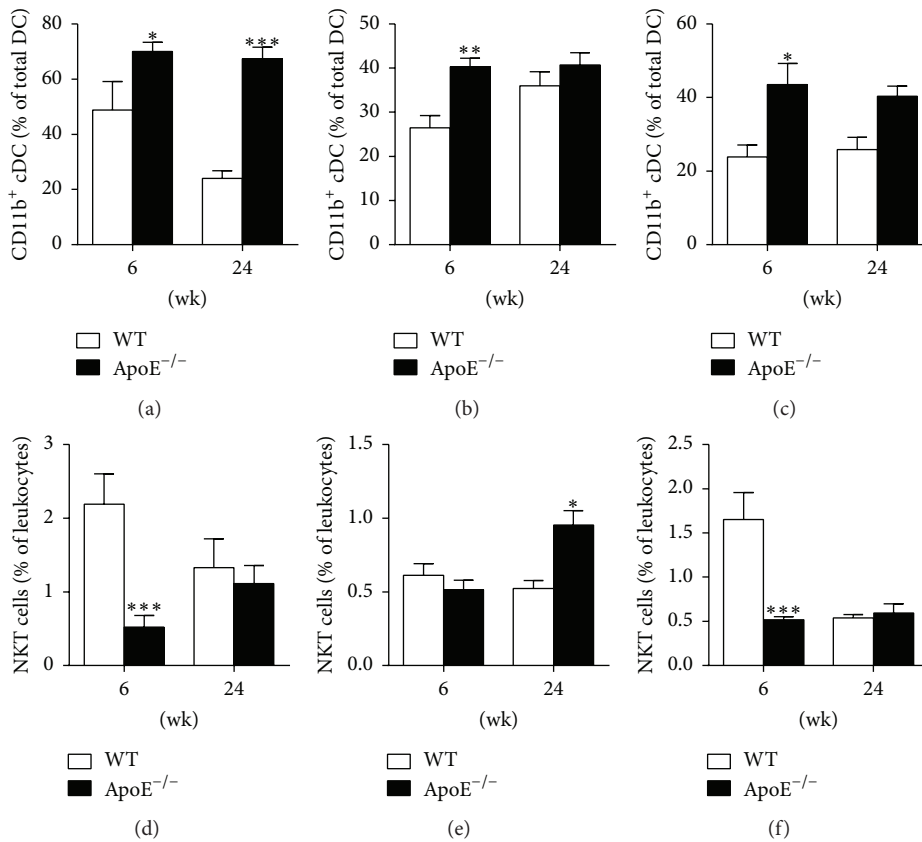 CD11b⁺ cDC (% of total DC)
80
60
40
20
0
*
***
6
24
(wk)
WT
ApoE⁻/⁻
(a)
CD11b⁺ cDC (% of total DC)
50
40
30
20
10
0
**
6
24
(wk)
WT
ApoE⁻/⁻
(b)
CD11b⁺ cDC (% of total DC)
60
40
20
0
*
6
24
(wk)
WT
ApoE⁻/⁻
(c)
NKT cells (% of leukocytes)
3
2
1
0
***
6
24
(wk)
WT
ApoE⁻/⁻
(d)
NKT cells (% of leukocytes)
1.5
1.0
0.5
0.0
*
6
24
(wk)
WT
ApoE⁻/⁻
(e)
NKT cells (% of leukocytes)
2.5
2.0
1.5
1.0
0.5
0.0
***
6
24
(wk)
WT
ApoE⁻/⁻
(f)